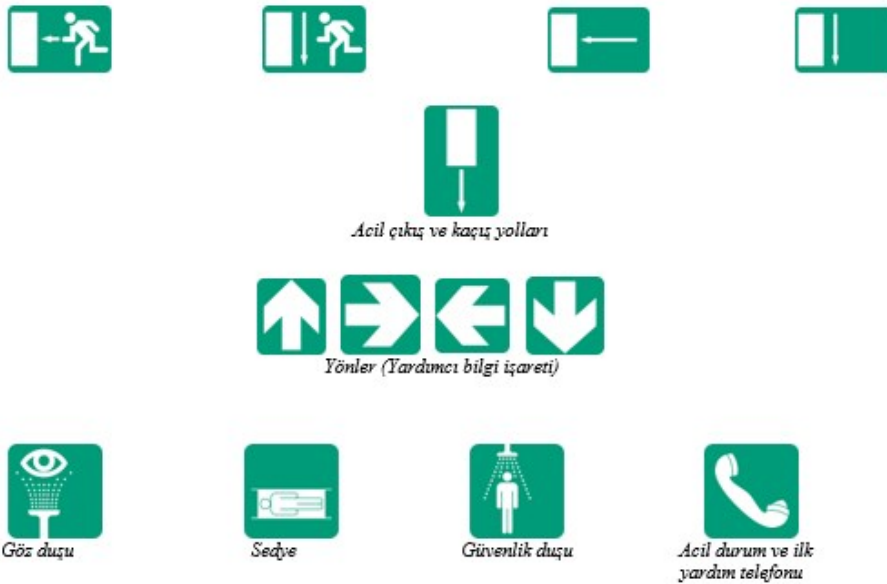 Acil çıkış ve kaçış yolları
Yönler (Yardımcı bilgi işareti)
Göz duşu
Sedye
Güvenlik duşu
Acil durum ve ilk
yardım telefonu